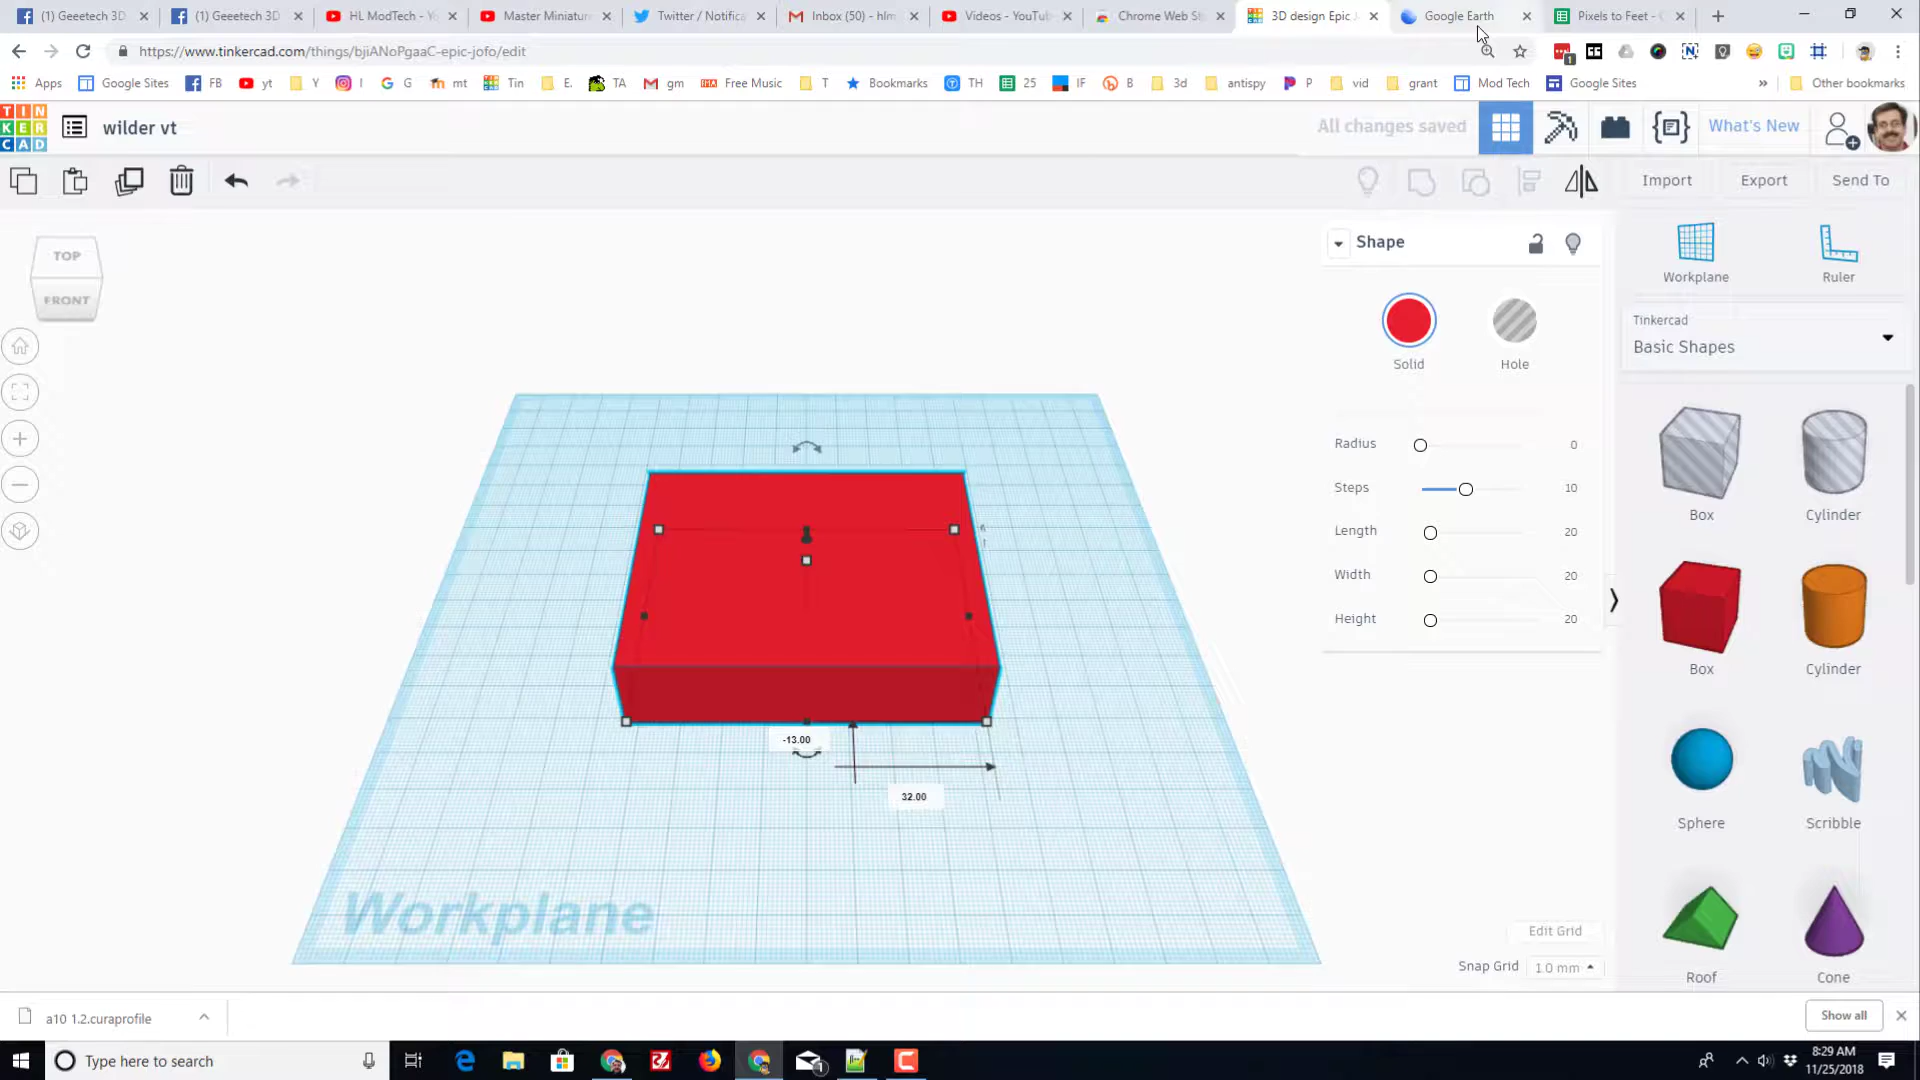 (1) Geeetech 3D
(1) Geeetech 3D
HL ModTech - Yo
Master Miniature
Twitter / Notifica
Inbox (50) - hlm
Videos - YouTub
Chrome Web St
3D design Epic J
Google Earth
Pixels to Feet - C
https://www.tinkercad.com/things/bjiANoPgaaC-epic-jofo/edit
1
Apps
Google Sites
FB
yt
Y
I
G
mt
Tin
E.
TA
gm
Free Music
T
Bookmarks
TH
25
IF
B
3d
antispy
P
vid
grant
Mod Tech
Google Sites
»
Other bookmarks
TIN
KER
CAD
wilder vt
All changes saved
What's New
Import
Export
Send To
TOP
FRONT
Shape
Solid
Hole
Radius 0
Steps 10
Length 20
Width 20
Height 20
Workplane
Ruler
Tinkercad
Basic Shapes
Box
Cylinder
Box
Cylinder
Sphere
Scribble
Roof
Cone
-13.00
32.00
Workplane
Edit Grid
Snap Grid 1.0 mm
a10 1.2.curaprofile
Show all
Type here to search
8:29 AM
11/25/2018